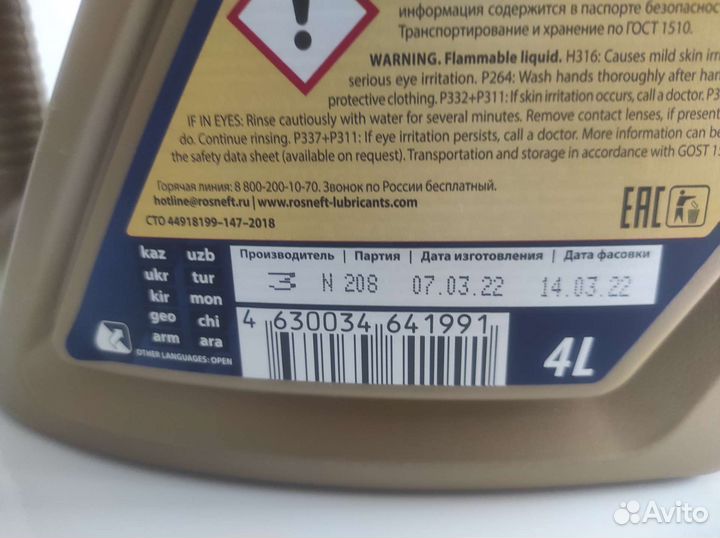 информация содержится в паспорте безопаснос
Транспортирование и хранение по ГОСТ 1510.
WARNING. Flammable liquid. H316: Causes mild skin irri
serious eye irritation. P264: Wash hands thoroughly after han
protective clothing. P332+P311: If skin irritation occurs, call a doctor. P3
IF IN EYES: Rinse cautiously with water for several minutes. Remove contact lenses, if present
do. Continue rinsing. P337+P311: If eye irritation persists, call a doctor. More information can be
the safety data sheet (available on request). Transportation and storage in accordance with GOST 15
Горячая линия: 8 800-200-10-70. Звонок по России бесплатный.
hotline@rosneft.ru | www.rosneft-lubricants.com
СТО 44918199-147-2018
EAC
kaz uzb
ukr tur
kir mon
geo chi
arm ara
OTHER LANGUAGES: OPEN
Производитель | Партия | Дата изготовления | Дата фасовки
З N 208 07.03.22 14.03.22
4 630034 641991
4L
Avito